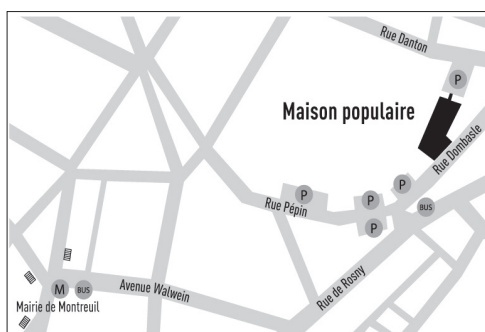 Rue Danton
P
Maison populaire
Rue Dombasle
P
P
P
BUS
Rue Pépin
P
Rue de Rosny
Avenue Walwein
M
BUS
Mairie de Montreuil